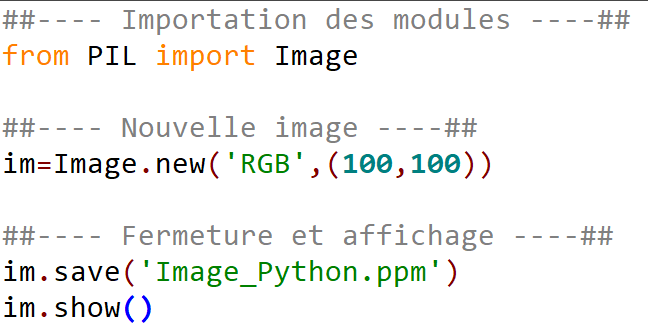 ##---- Importation des modules ----##
from PIL import Image
##---- Nouvelle image ----##
im=Image.new('RGB',(100,100))
##---- Fermeture et affichage ----##
im.save('Image_Python.ppm')
im.show()